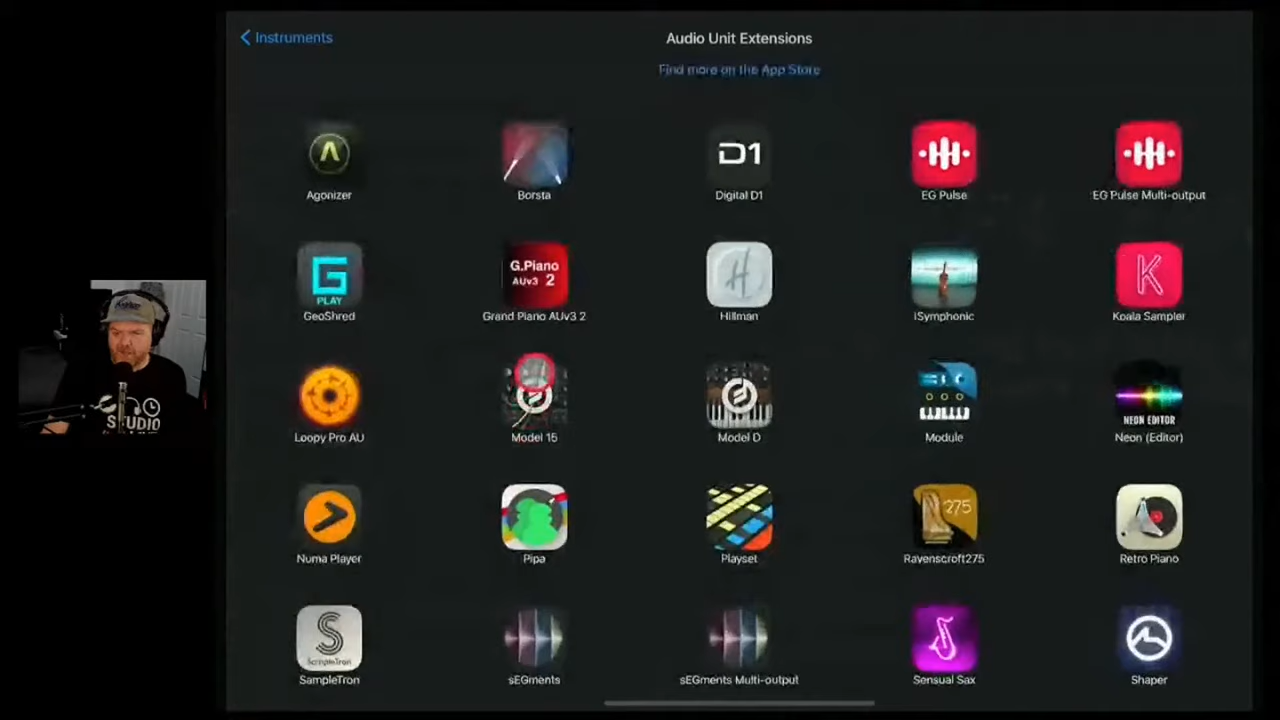 Instruments
Audio Unit Extensions
Find more on the App Store
D1
Agonizer
Borsta
Digital D1
EG Pulse
EG Pulse Multi-output
G
PLAY
G.Piano
AUv3 2
H
K
GeoShred
Grand Piano AUv3 2
Hillman
iSymphonic
Koala Sampler
NEON EDITOR
Loopy Pro AU
Model 15
Model D
Module
Neon (Editor)
STUDIO
275
Numa Player
Pipa
Playset
Ravenscroft275
Retro Piano
S
SampleTron
SampleTron
sEGments
sEGments Multi-output
Sensual Sax
Shaper